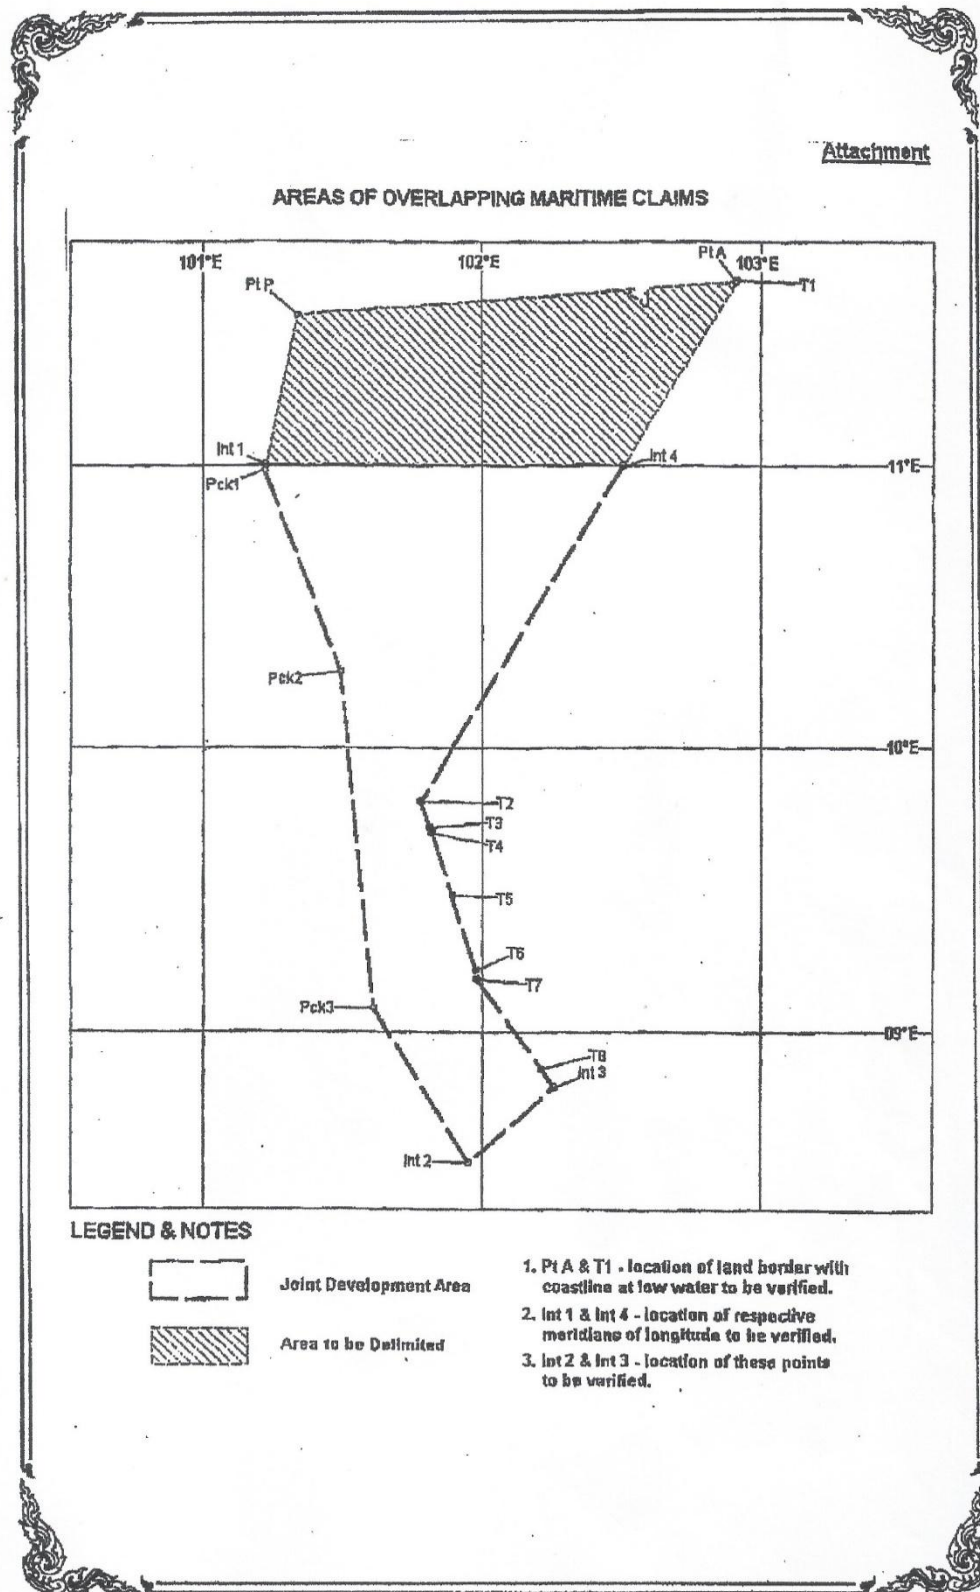 Attachment
AREAS OF OVERLAPPING MARITIME CLAIMS
101°E
102°E
103°E
Pt A
T1
Pt P
Int 1
Pck1
Int 4
11°E
Pck2
10°E
T2
T3
T4
T5
T6
T7
Pck3
09°E
T8
Int 3
Int 2
LEGEND & NOTES
Joint Development Area
Area to be Delimited
1. Pt A & T1 - location of land border with
coastline at low water to be verified.
2. Int 1 & Int 4 - location of respective
meridians of longitude to be verified.
3. Int 2 & Int 3 - location of these points
to be verified.